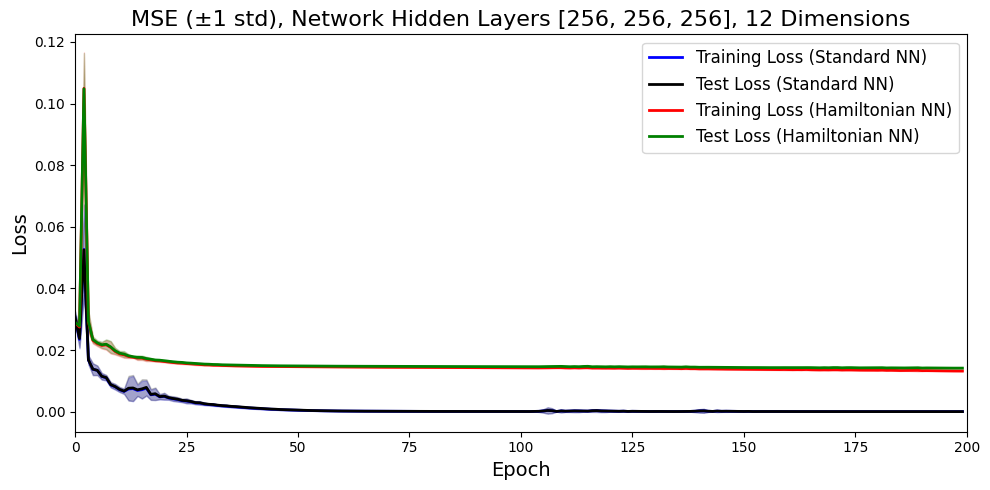 MSE (±1 std), Network Hidden Layers [256, 256, 256], 12 Dimensions
0.12
0.10
0.08
0.06
0.04
0.02
0.00
Loss
Training Loss (Standard NN)
Test Loss (Standard NN)
Training Loss (Hamiltonian NN)
Test Loss (Hamiltonian NN)
0 25 50 75 100 125 150 175 200
Epoch